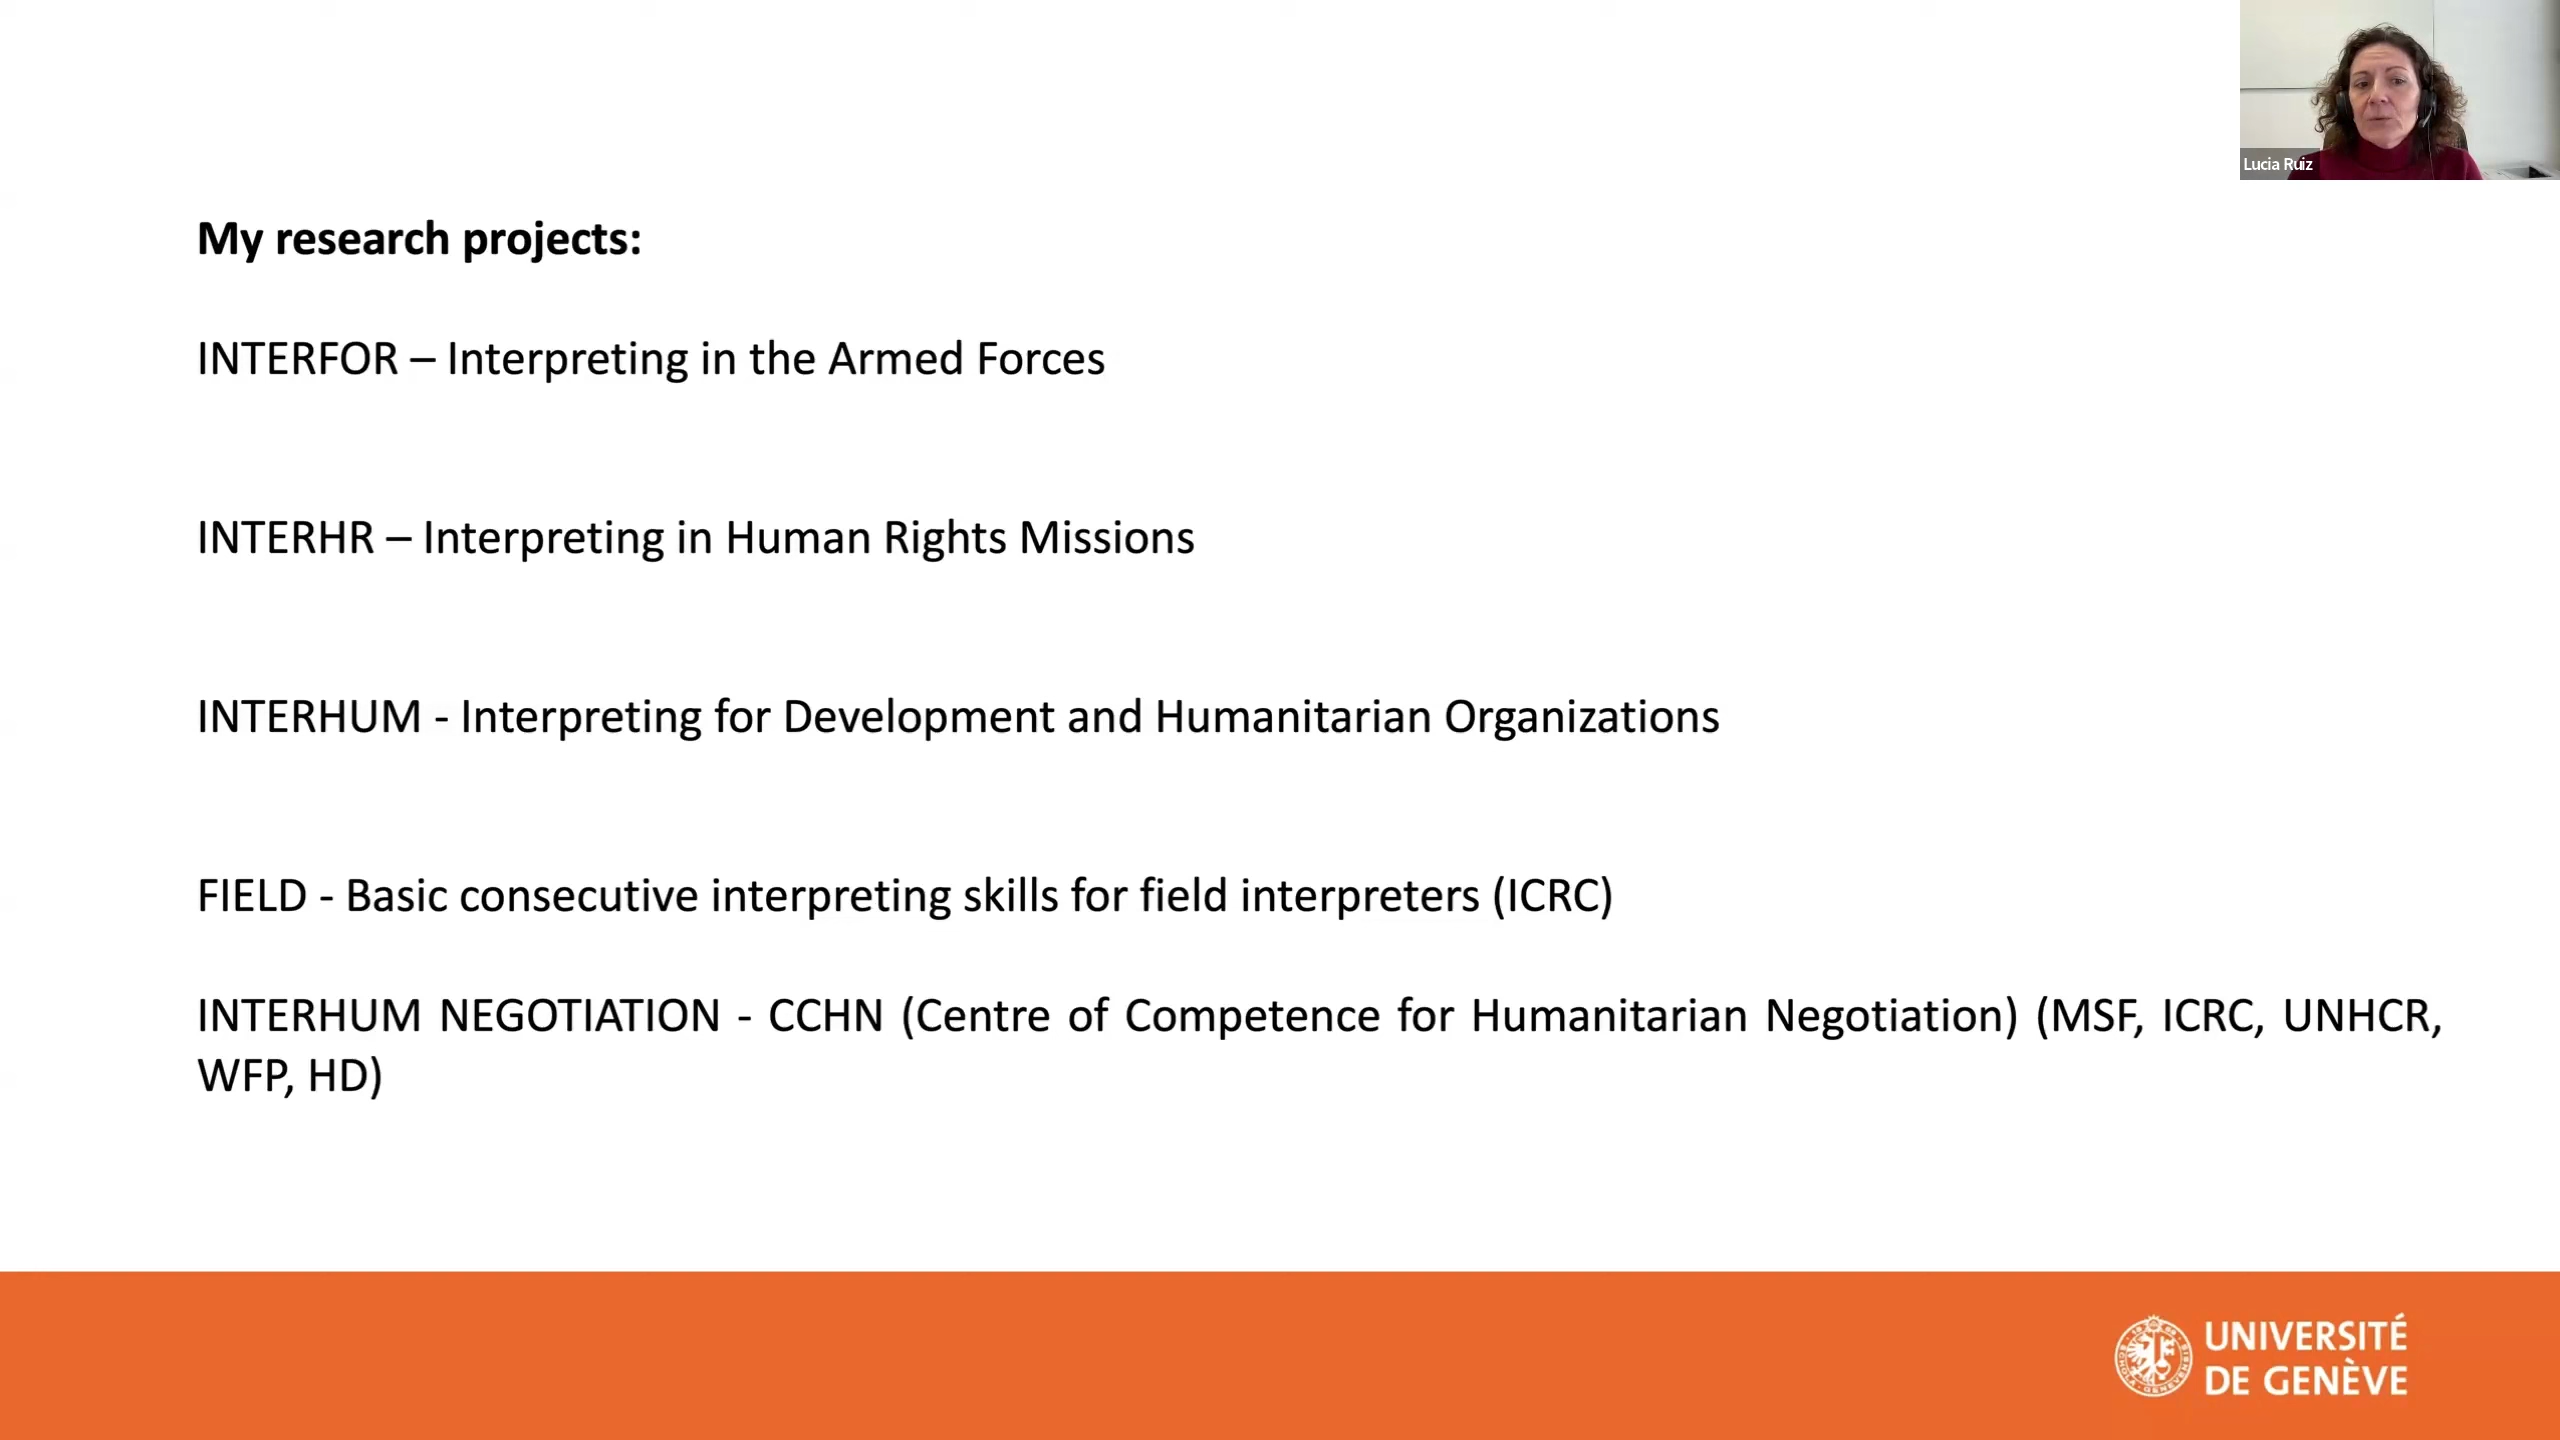 Lucia Ruiz
My research projects:
INTERFOR – Interpreting in the Armed Forces
INTERHR – Interpreting in Human Rights Missions
INTERHUM - Interpreting for Development and Humanitarian Organizations
FIELD - Basic consecutive interpreting skills for field interpreters (ICRC)
INTERHUM NEGOTIATION - CCHN (Centre of Competence for Humanitarian Negotiation) (MSF, ICRC, UNHCR,
WFP, HD)
UNIVERSITÉ
DE GENÈVE